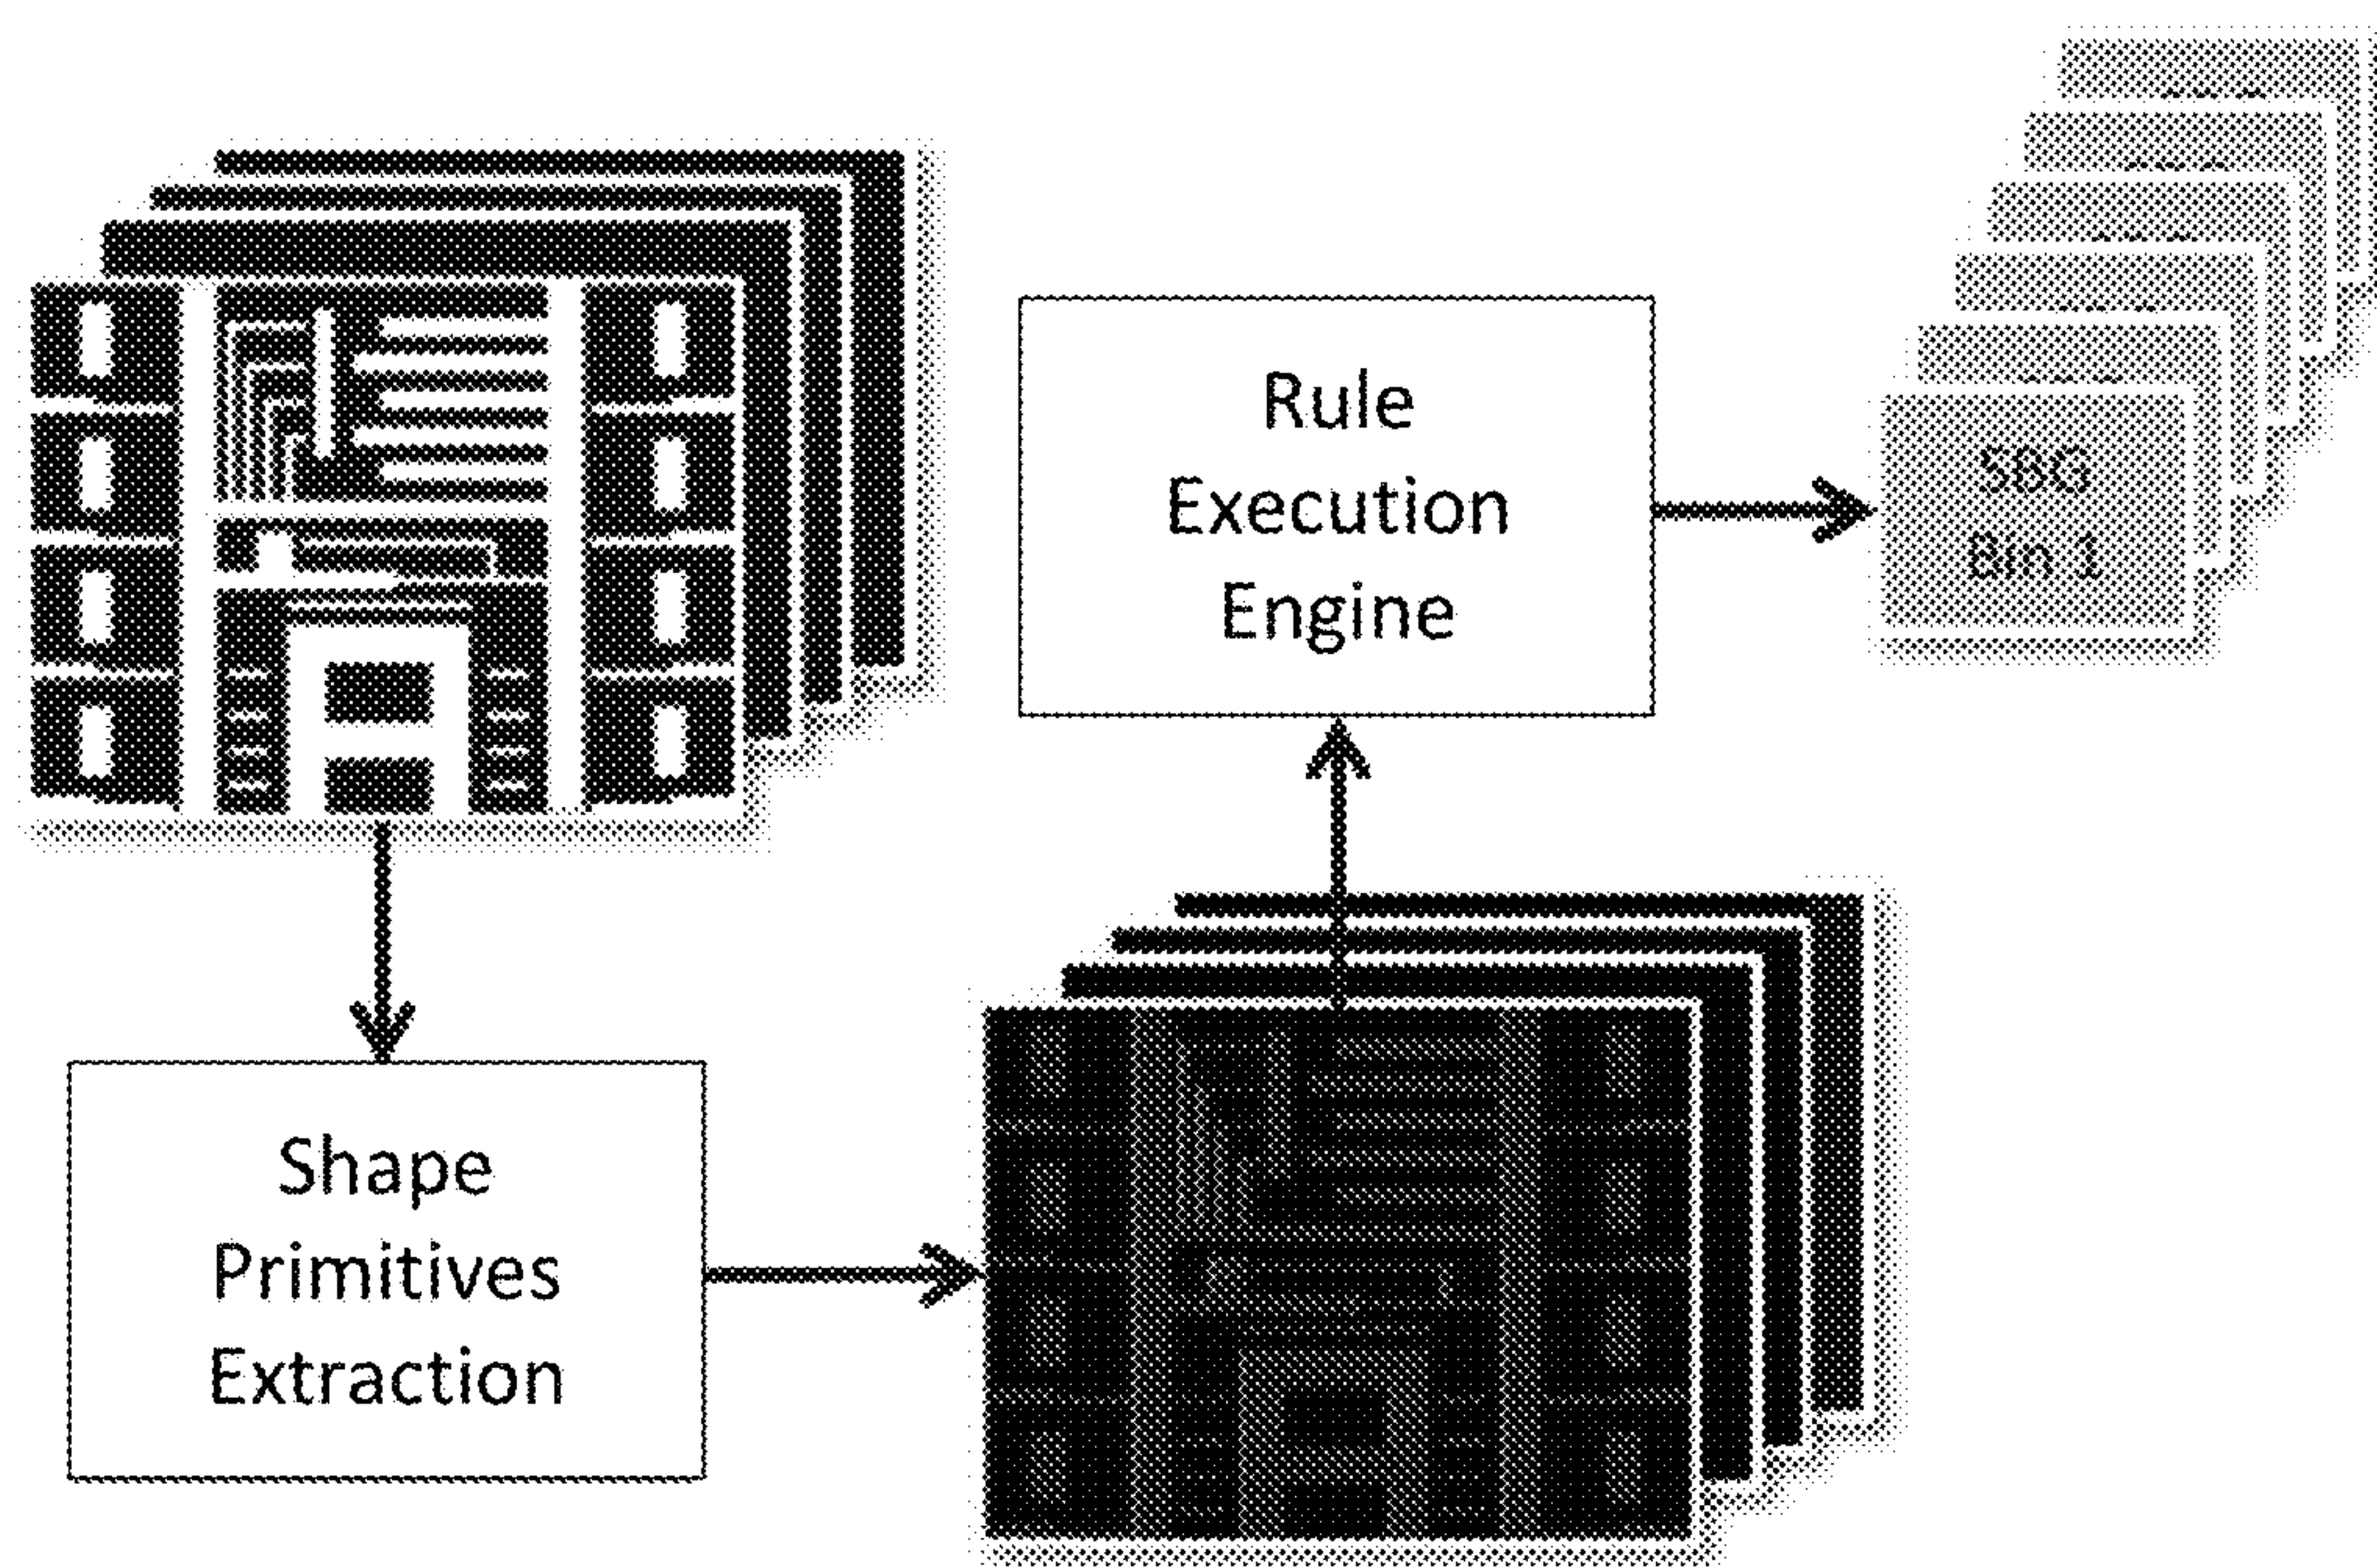 Rule
Execution
Engine
SBG
Bin 1
Shape
Primitives
Extraction